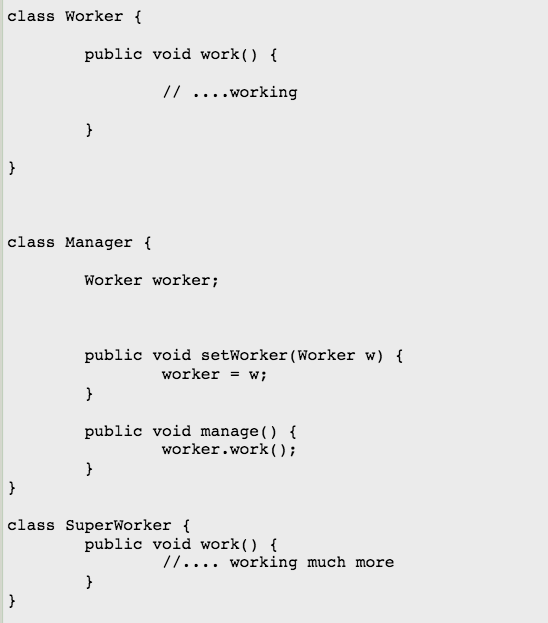 class Worker {
public void work() {
// ....working
}
}
class Manager {
Worker worker;
public void setWorker(Worker w) {
worker = w;
}
public void manage() {
worker.work();
}
}
class SuperWorker {
public void work() {
//.... working much more
}
}